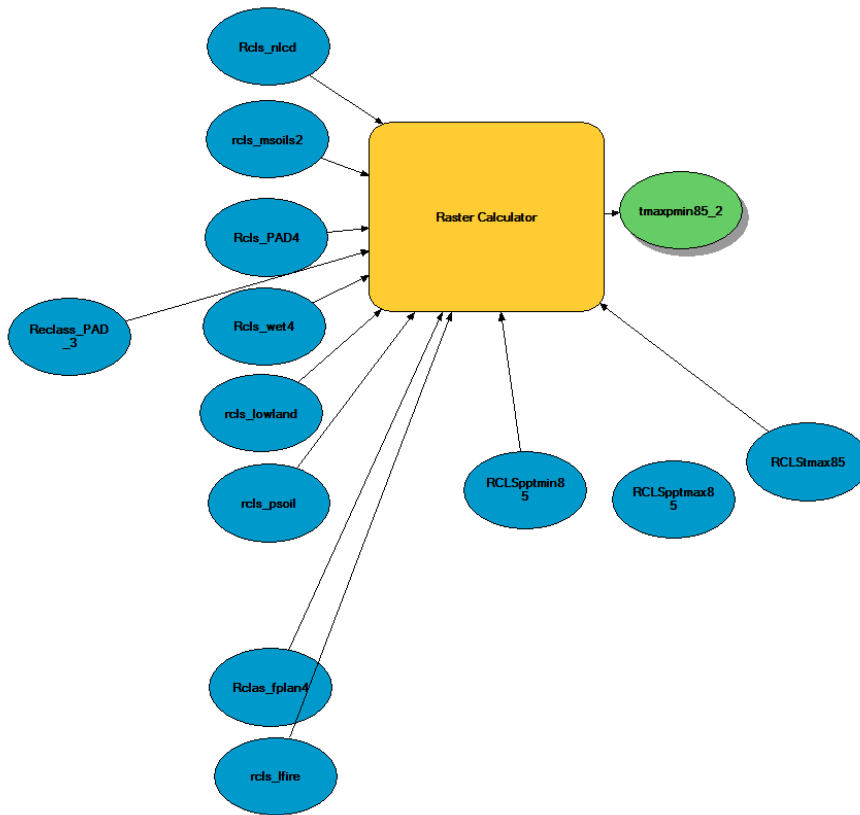 Rcls_nlcd
rcls_msoils2
Raster Calculator
tmaxpmin85_2
Rcls_PAD4
Reclass_PAD
_3
Rcls_wet4
rcls_lowland
rcls_psoil
RCLSpptmin8
5
RCLSpptmax8
5
RCLStmax85
Rclas_fplan4
rcls_lfire